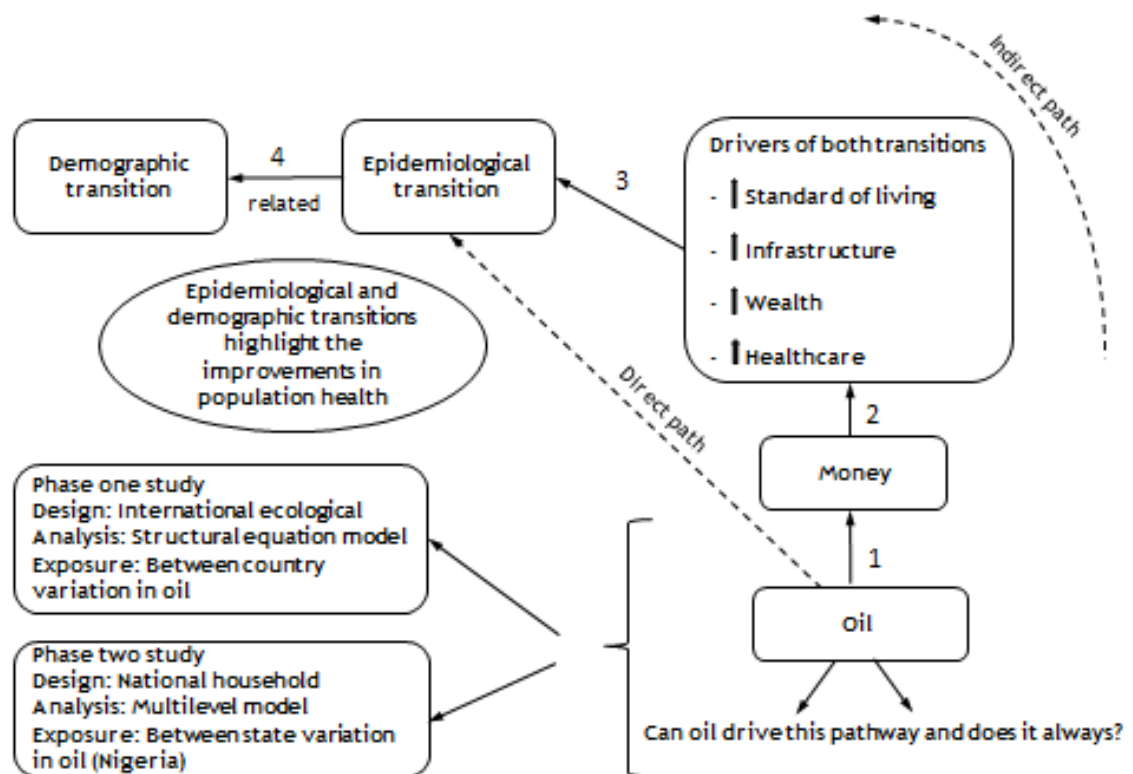 Indirect path
Demographic
transition
4
related
Epidemiological
transition
3
Drivers of both transitions
- Standard of living
- Infrastructure
- Wealth
- Healthcare
Epidemiological and
demographic transitions
highlight the
improvements in
population health
Direct path
2
Money
1
Oil
Phase one study
Design: International ecological
Analysis: Structural equation model
Exposure: Between country
variation in oil
Phase two study
Design: National household
Analysis: Multilevel model
Exposure: Between state variation
in oil (Nigeria)
Can oil drive this pathway and does it always?